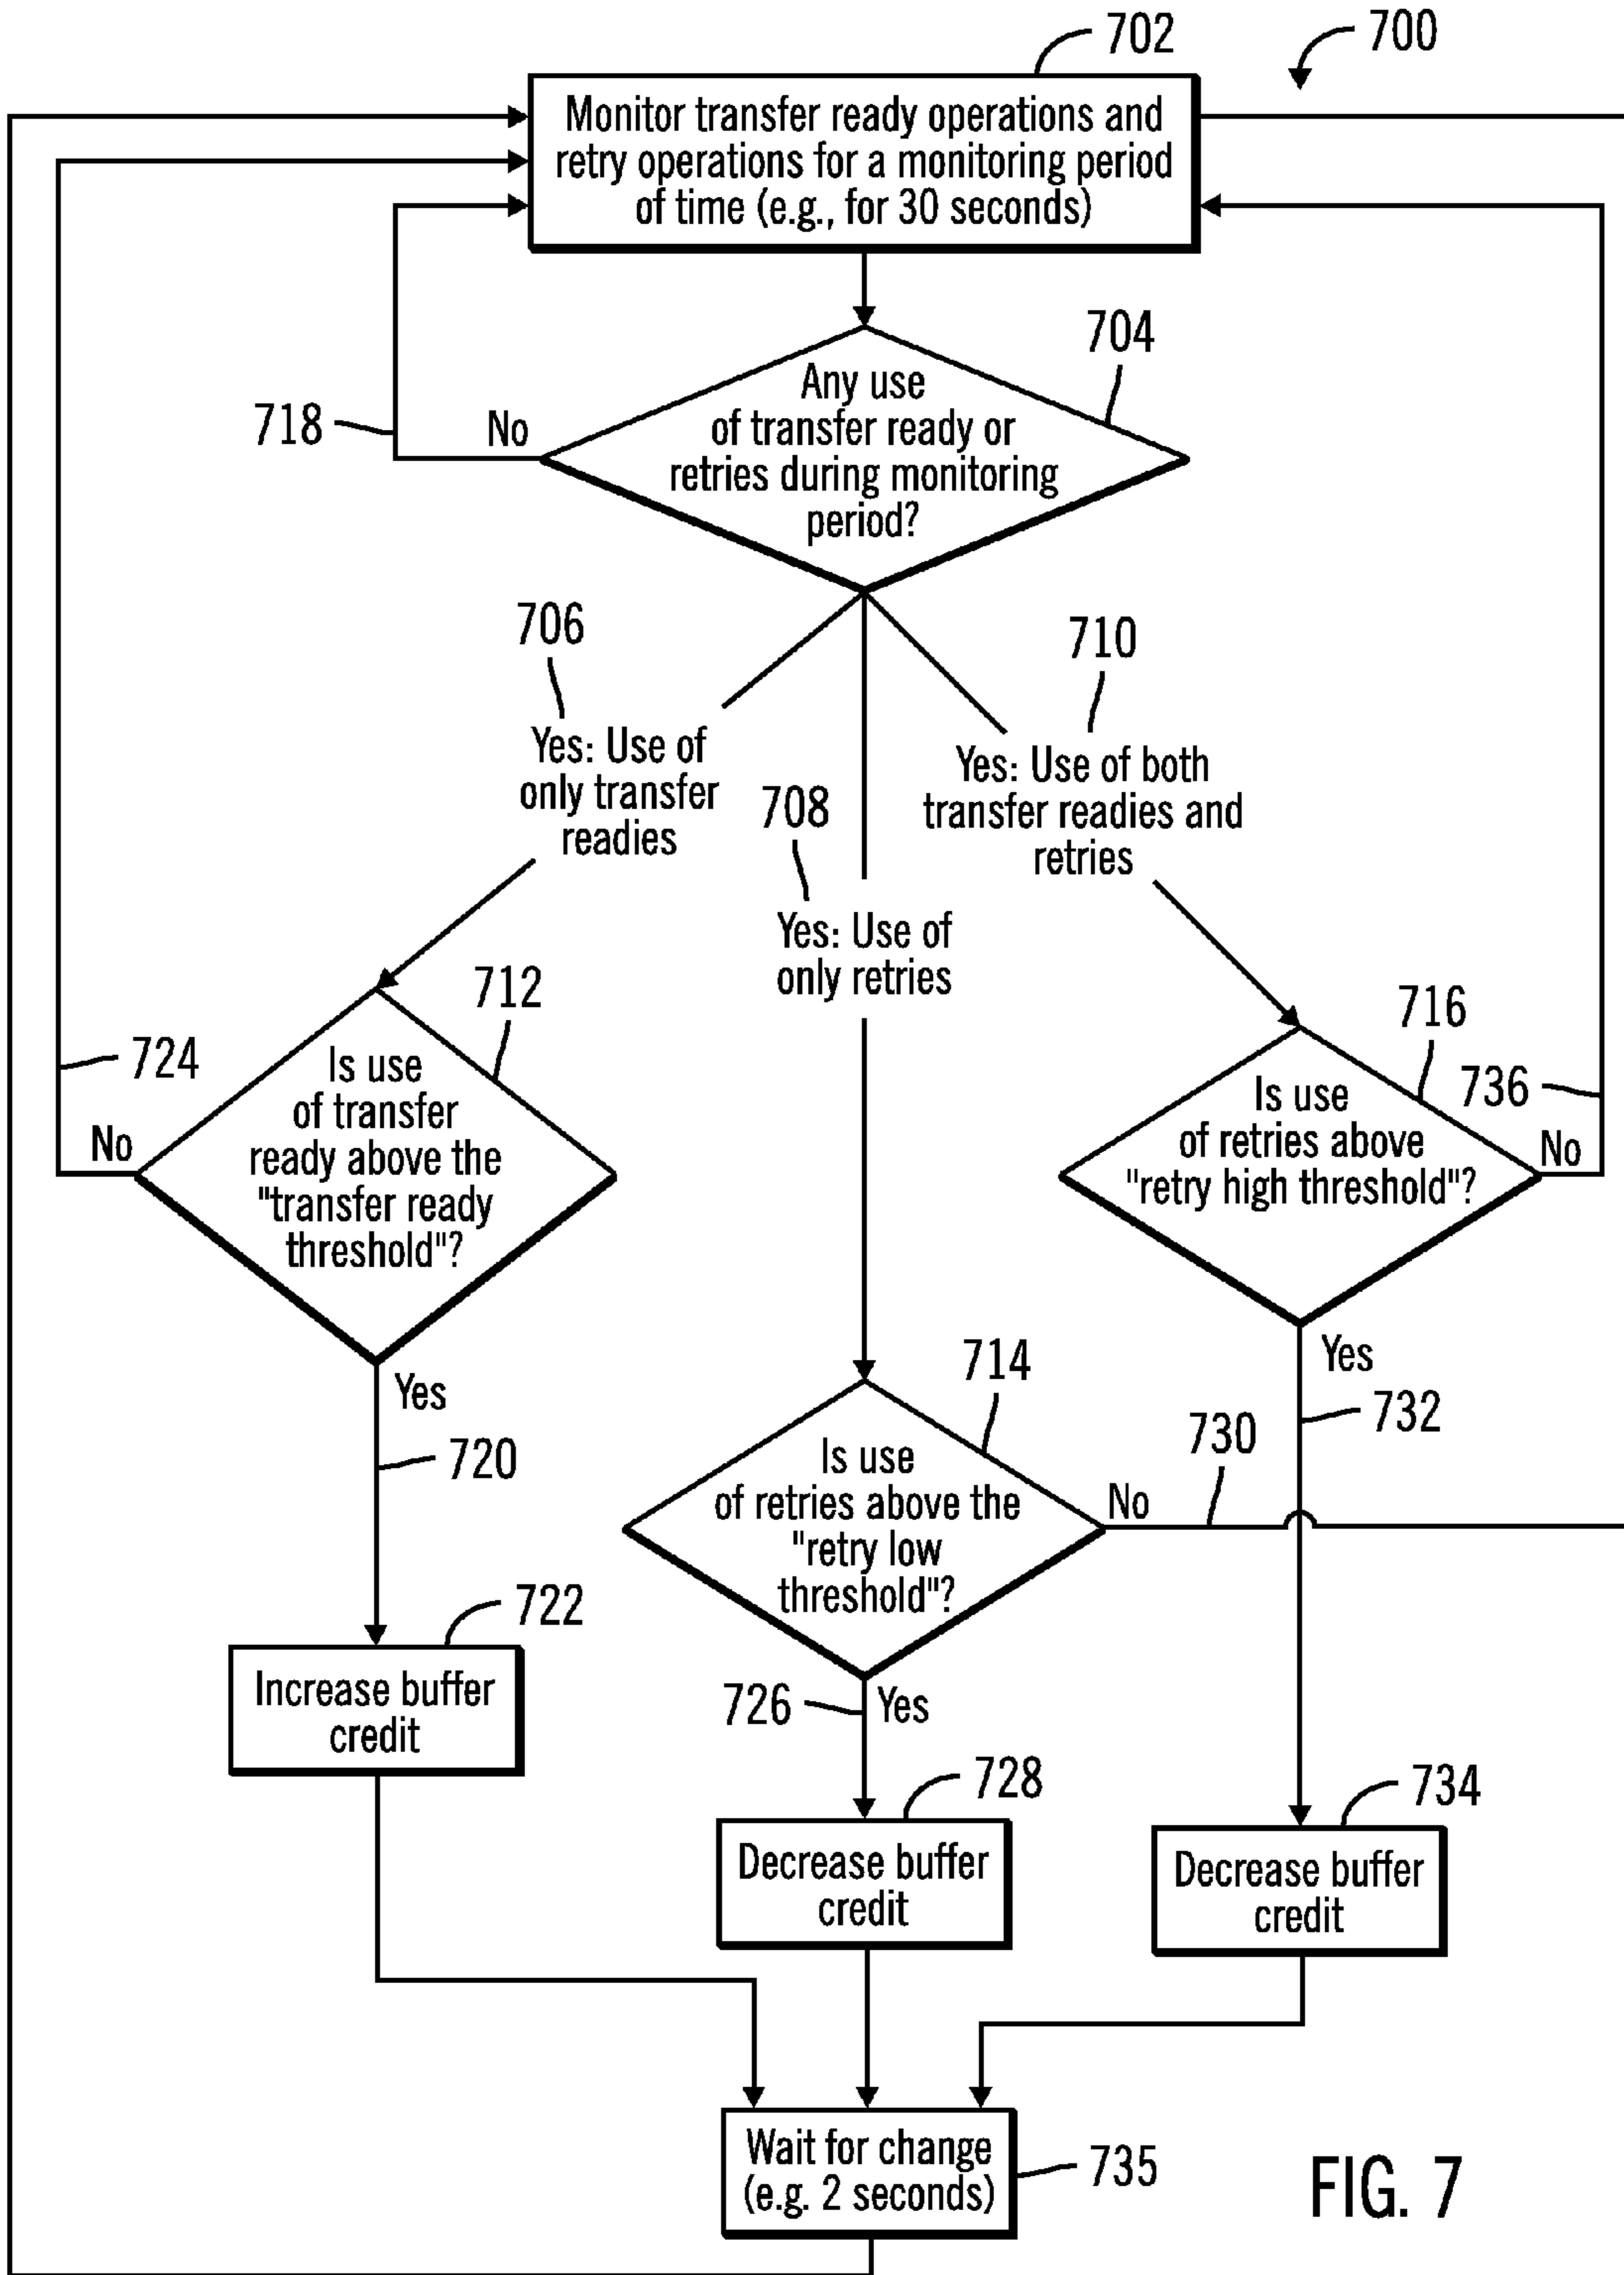 702
700
Monitor transfer ready operations and
retry operations for a monitoring period
of time (e.g., for 30 seconds)
704
Any use
of transfer ready or
retries during monitoring
period?
718
No
706
Yes: Use of
only transfer
readies
708
Yes: Use of
only retries
710
Yes: Use of both
transfer readies and
retries
712
Is use
of transfer
ready above the
"transfer ready
threshold"?
724
No
716
736
Is use
of retries above
"retry high threshold"?
No
Yes
720
Yes
732
714
730
Is use
of retries above the
"retry low
threshold"?
No
722
Increase buffer
credit
726
Yes
728
Decrease buffer
credit
734
Decrease buffer
credit
Wait for change
(e.g. 2 seconds)
735
FIG. 7